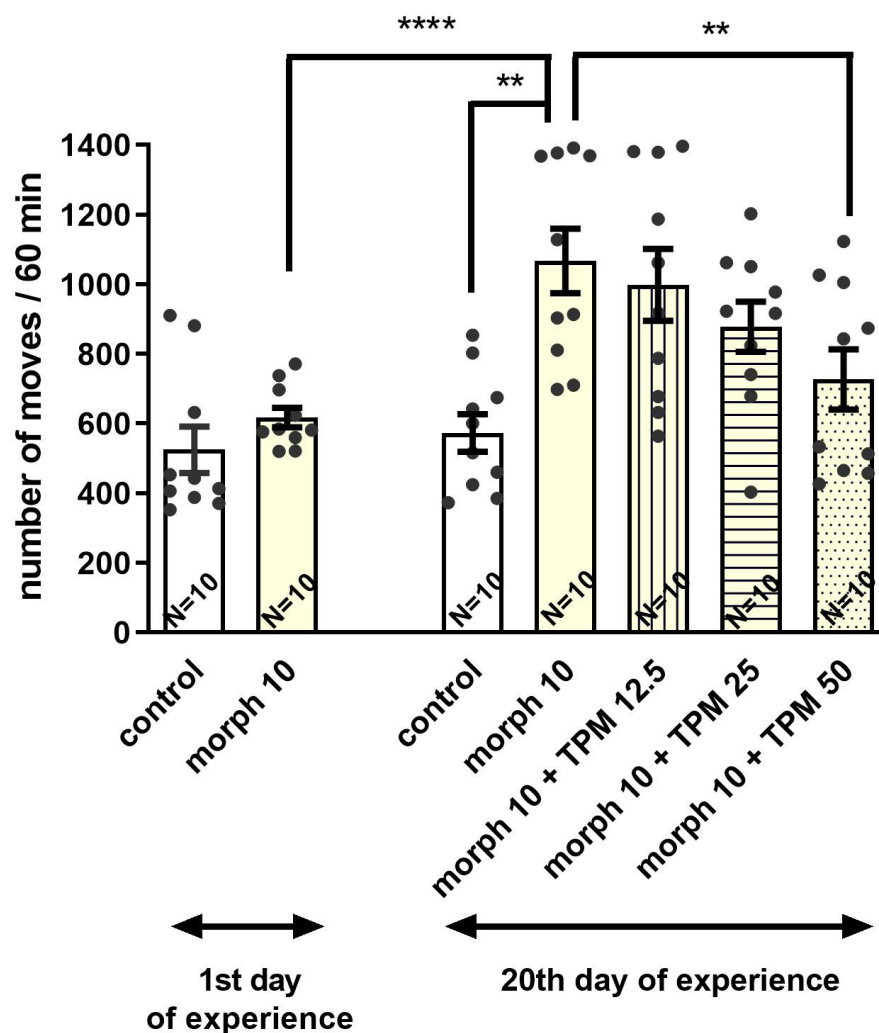 ****
**
**
number of moves / 60 min
1400
1200
1000
800
600
400
200
0
N=10
N=10
N=10
N=10
N=10
N=10
N=10
control
morph 10
control
morph 10
morph 10 + TPM 12.5
morph 10 + TPM 25
morph 10 + TPM 50
1st day
of experience
20th day of experience